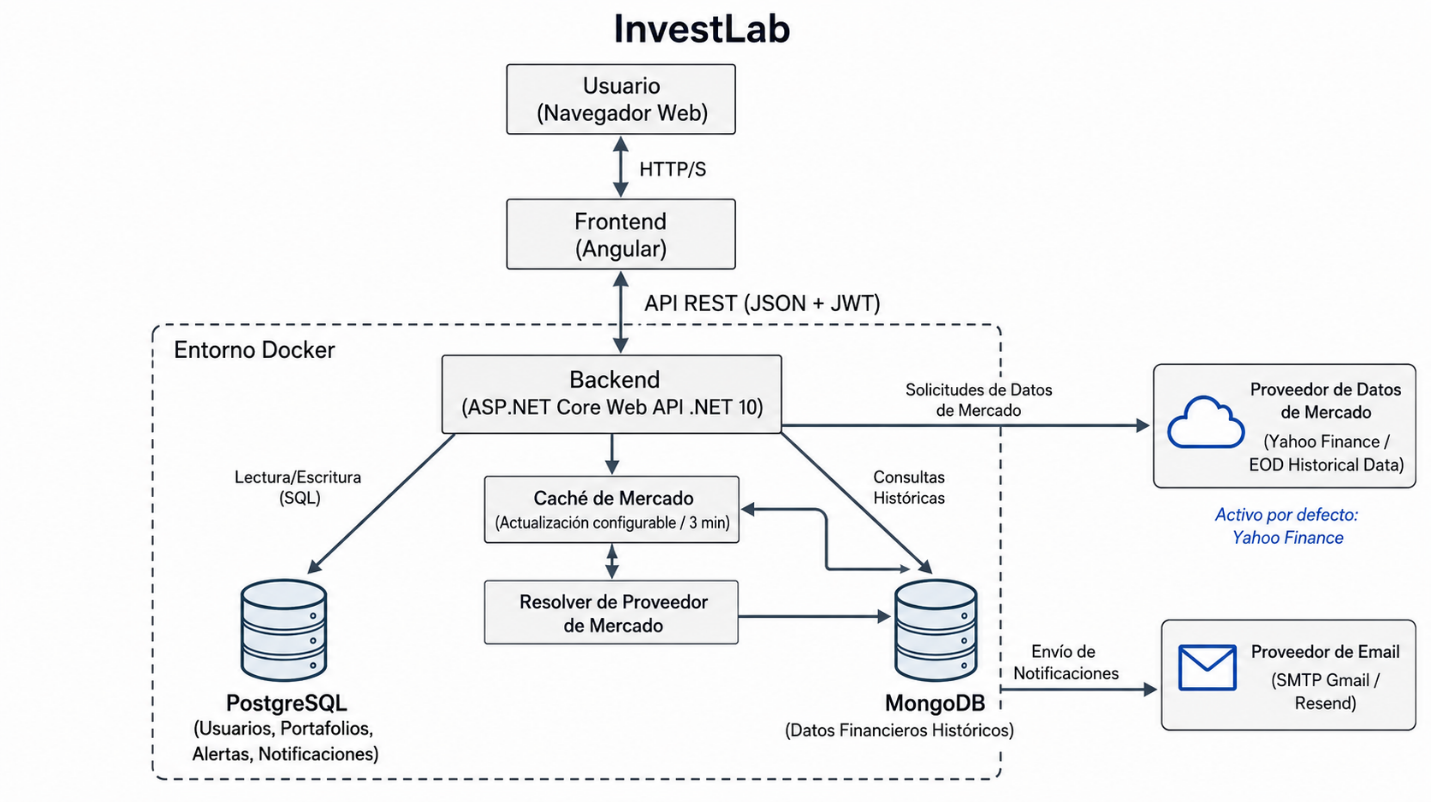 InvestLab
Usuario
(Navegador Web)
HTTP/S
Frontend
(Angular)
API REST (JSON + JWT)
Entorno Docker
Backend
(ASP.NET Core Web API .NET 10)
Solicitudes de Datos
de Mercado
Proveedor de Datos
de Mercado
(Yahoo Finance /
EOD Historical Data)
Activo por defecto:
Yahoo Finance
Lectura/Escritura
(SQL)
Caché de Mercado
(Actualización configurable / 3 min)
Consultas
Históricas
Resolver de Proveedor
de Mercado
Envío de
Notificaciones
Proveedor de Email
(SMTP Gmail /
Resend)
PostgreSQL
(Usuarios, Portafolios,
Alertas, Notificaciones)
MongoDB
(Datos Financieros Históricos)